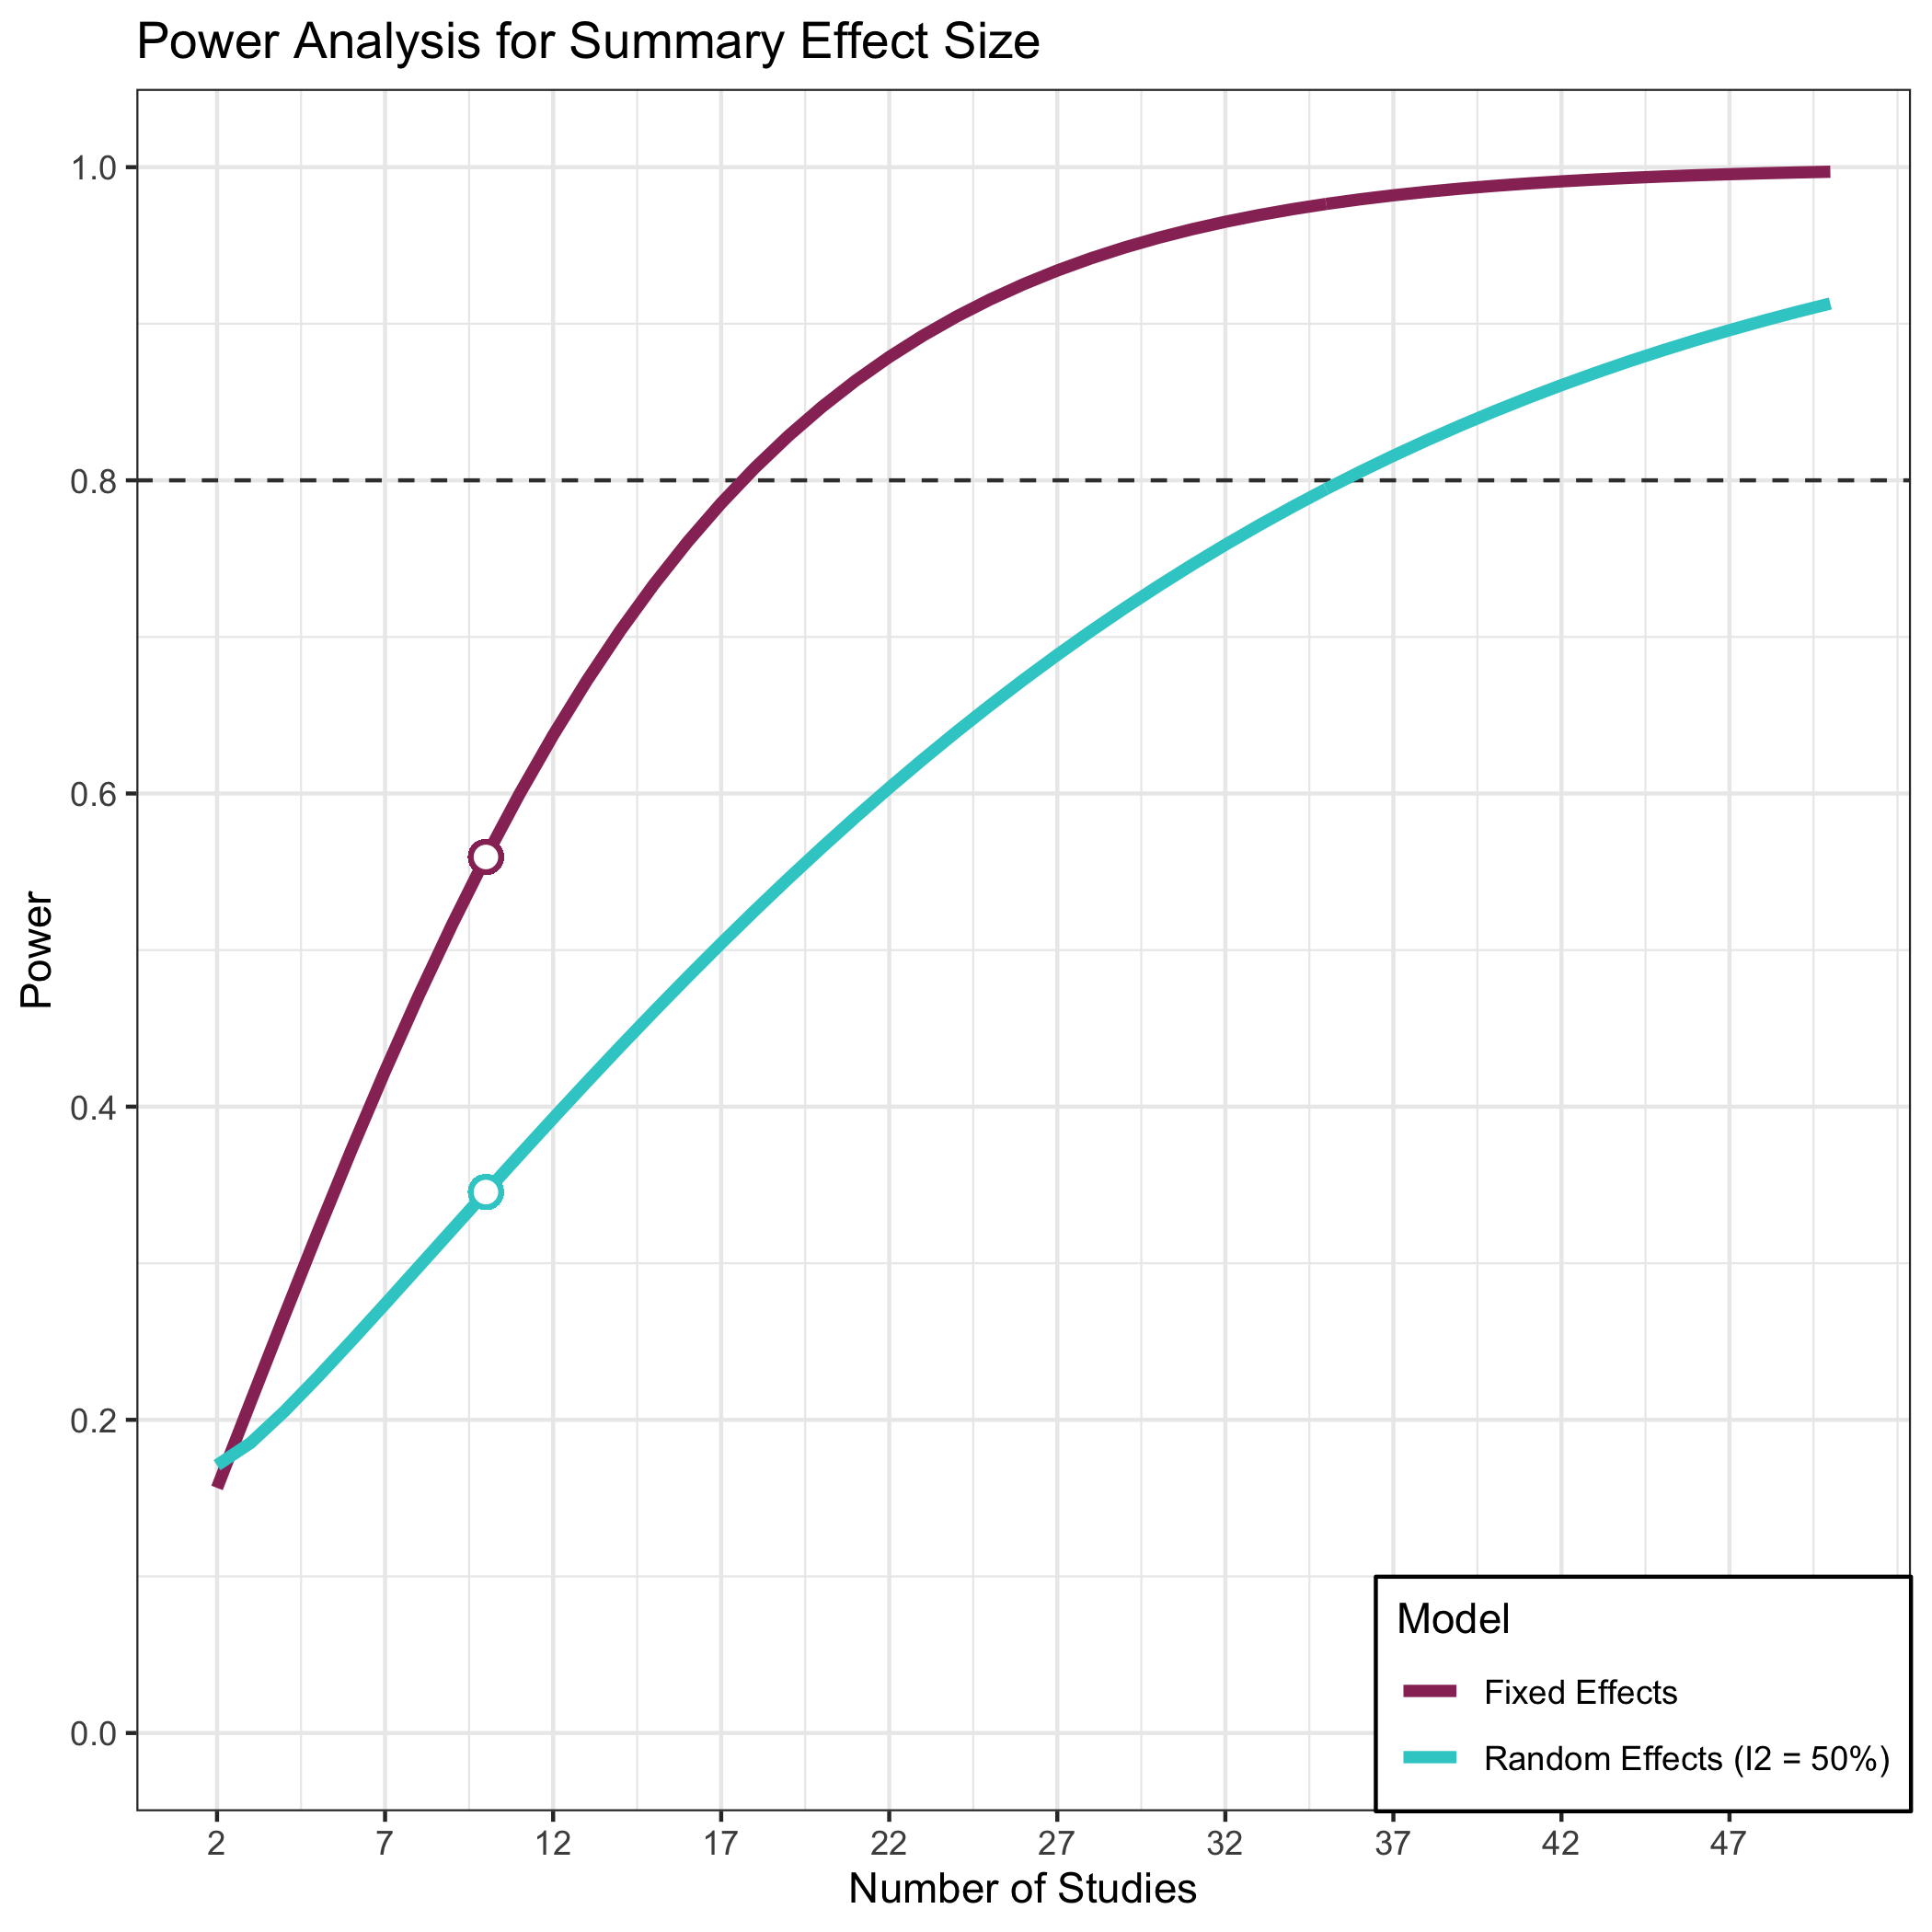 Power Analysis for Summary Effect Size
1.0
0.8
0.6
0.4
0.2
0.0
Power
2 7 12 17 22 27 32 37 42 47
Number of Studies
Model
Fixed Effects
Random Effects (I2 = 50%)